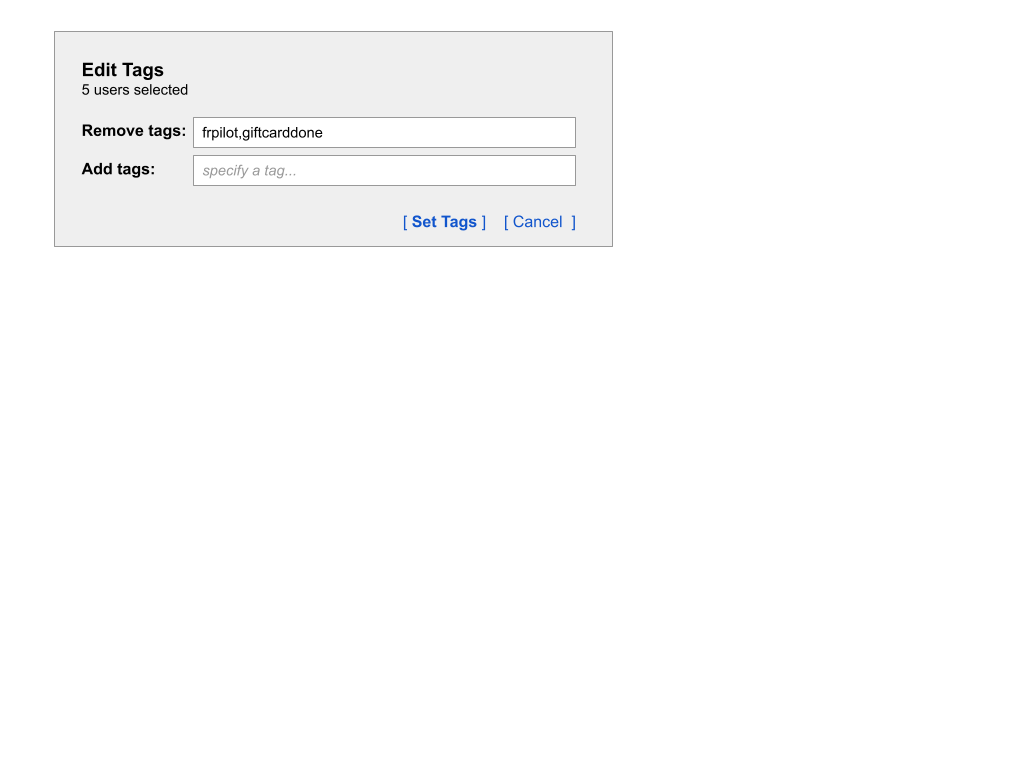 Edit Tags
5 users selected
Remove tags: frpilot,giftcarddone
Add tags: specify a tag...
[ Set Tags ] [ Cancel ]